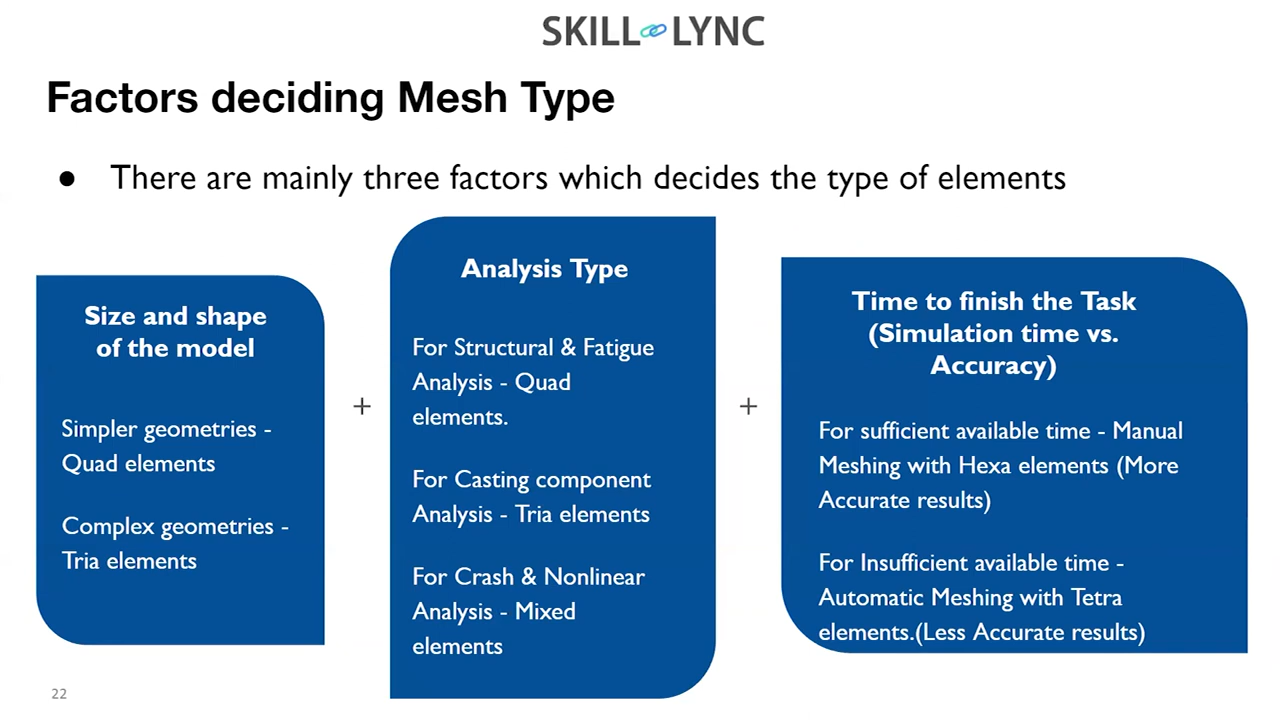 SKILL LYNC
Factors deciding Mesh Type
● There are mainly three factors which decides the type of elements
Size and shape
of the model
Simpler geometries -
Quad elements
Complex geometries -
Tria elements
+
Analysis Type
For Structural & Fatigue
Analysis - Quad
elements.
For Casting component
Analysis - Tria elements
For Crash & Nonlinear
Analysis - Mixed
elements
+
Time to finish the Task
(Simulation time vs.
Accuracy)
For sufficient available time - Manual
Meshing with Hexa elements (More
Accurate results)
For Insufficient available time -
Automatic Meshing with Tetra
elements.(Less Accurate results)
22